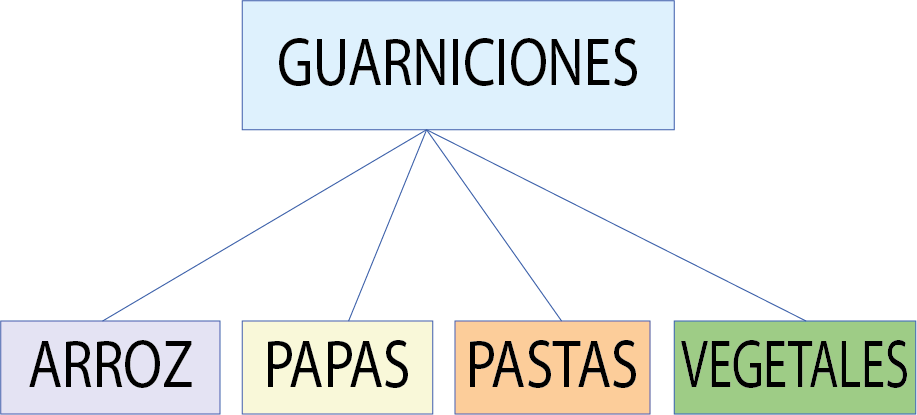 GUARNICIONES
ARROZ
PAPAS
PASTAS
VEGETALES